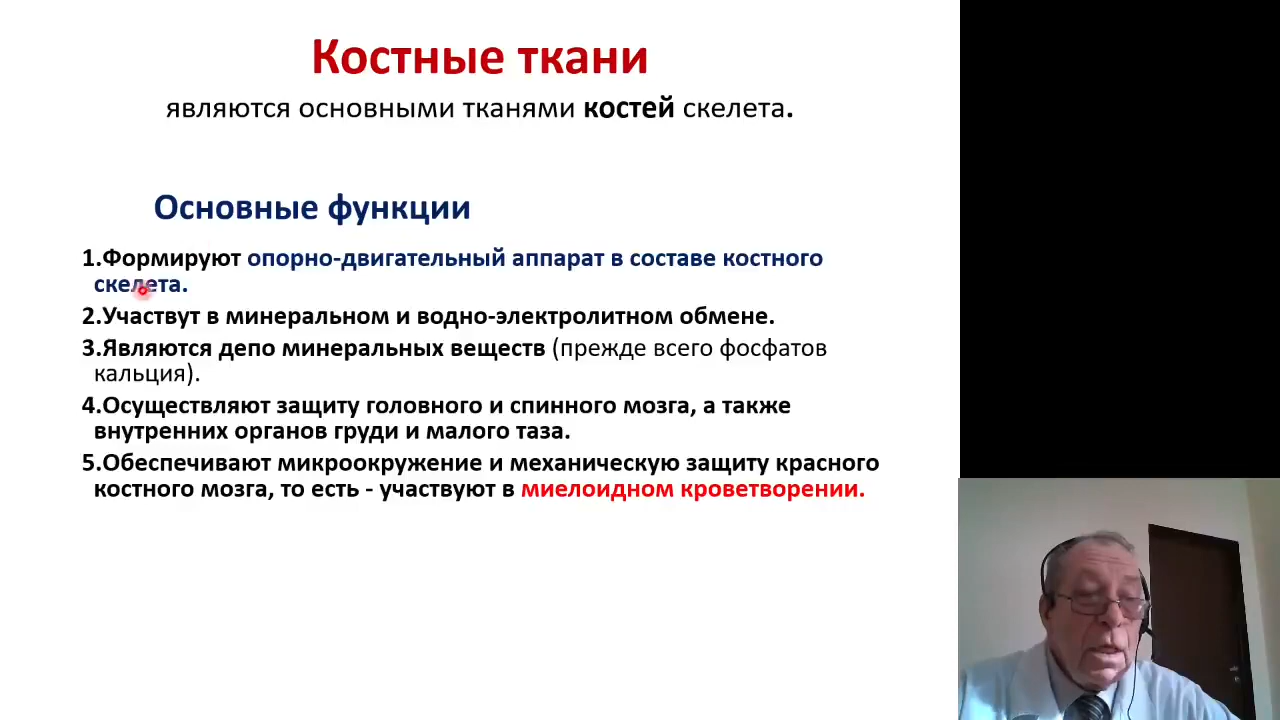 Костные ткани
являются основными тканями костей скелета.
Основные функции
1.Формируют опорно-двигательный аппарат в составе костного
скелета.
2.Участвут в минеральном и водно-электролитном обмене.
3.Являются депо минеральных веществ (прежде всего фосфатов
кальция).
4.Осуществляют защиту головного и спинного мозга, а также
внутренних органов груди и малого таза.
5.Обеспечивают микроокружение и механическую защиту красного
костного мозга, то есть - участвуют в миелоидном кроветворении.